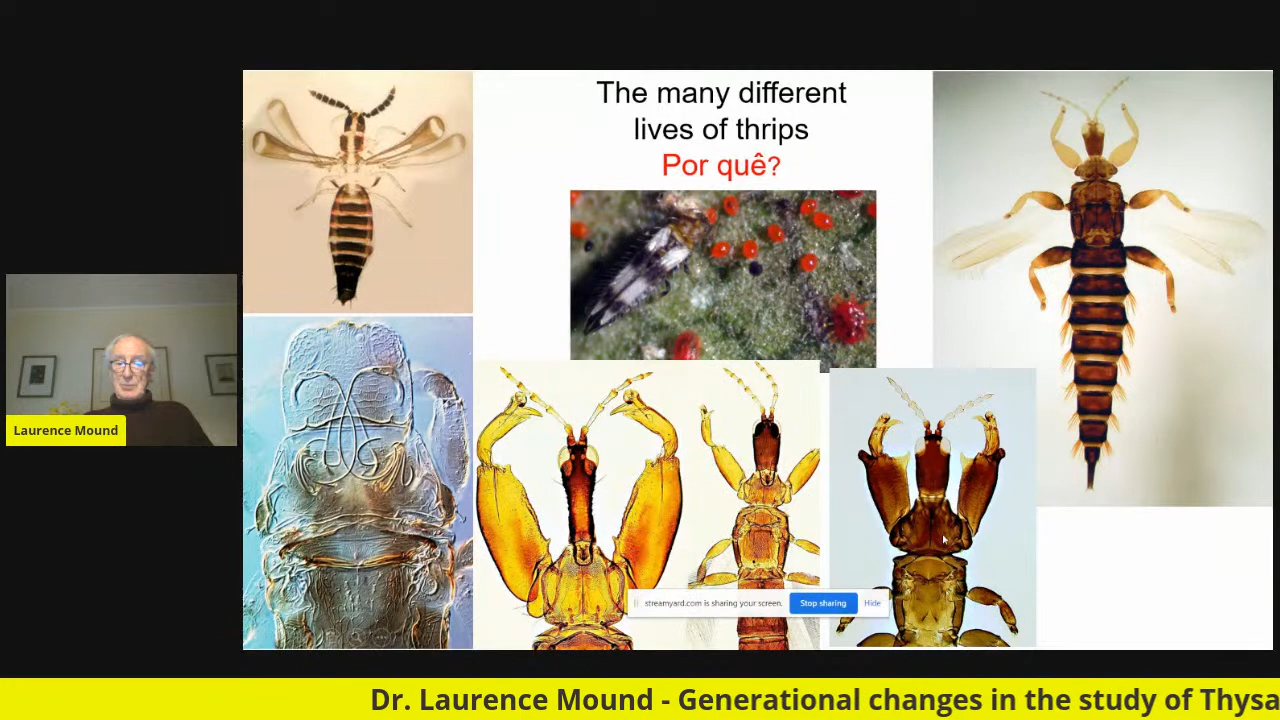 The many different
lives of thrips
Por quê?
Laurence Mound
streamyard.com is sharing your screen.
Stop sharing
Hide
Dr. Laurence Mound - Generational changes in the study of Thysa